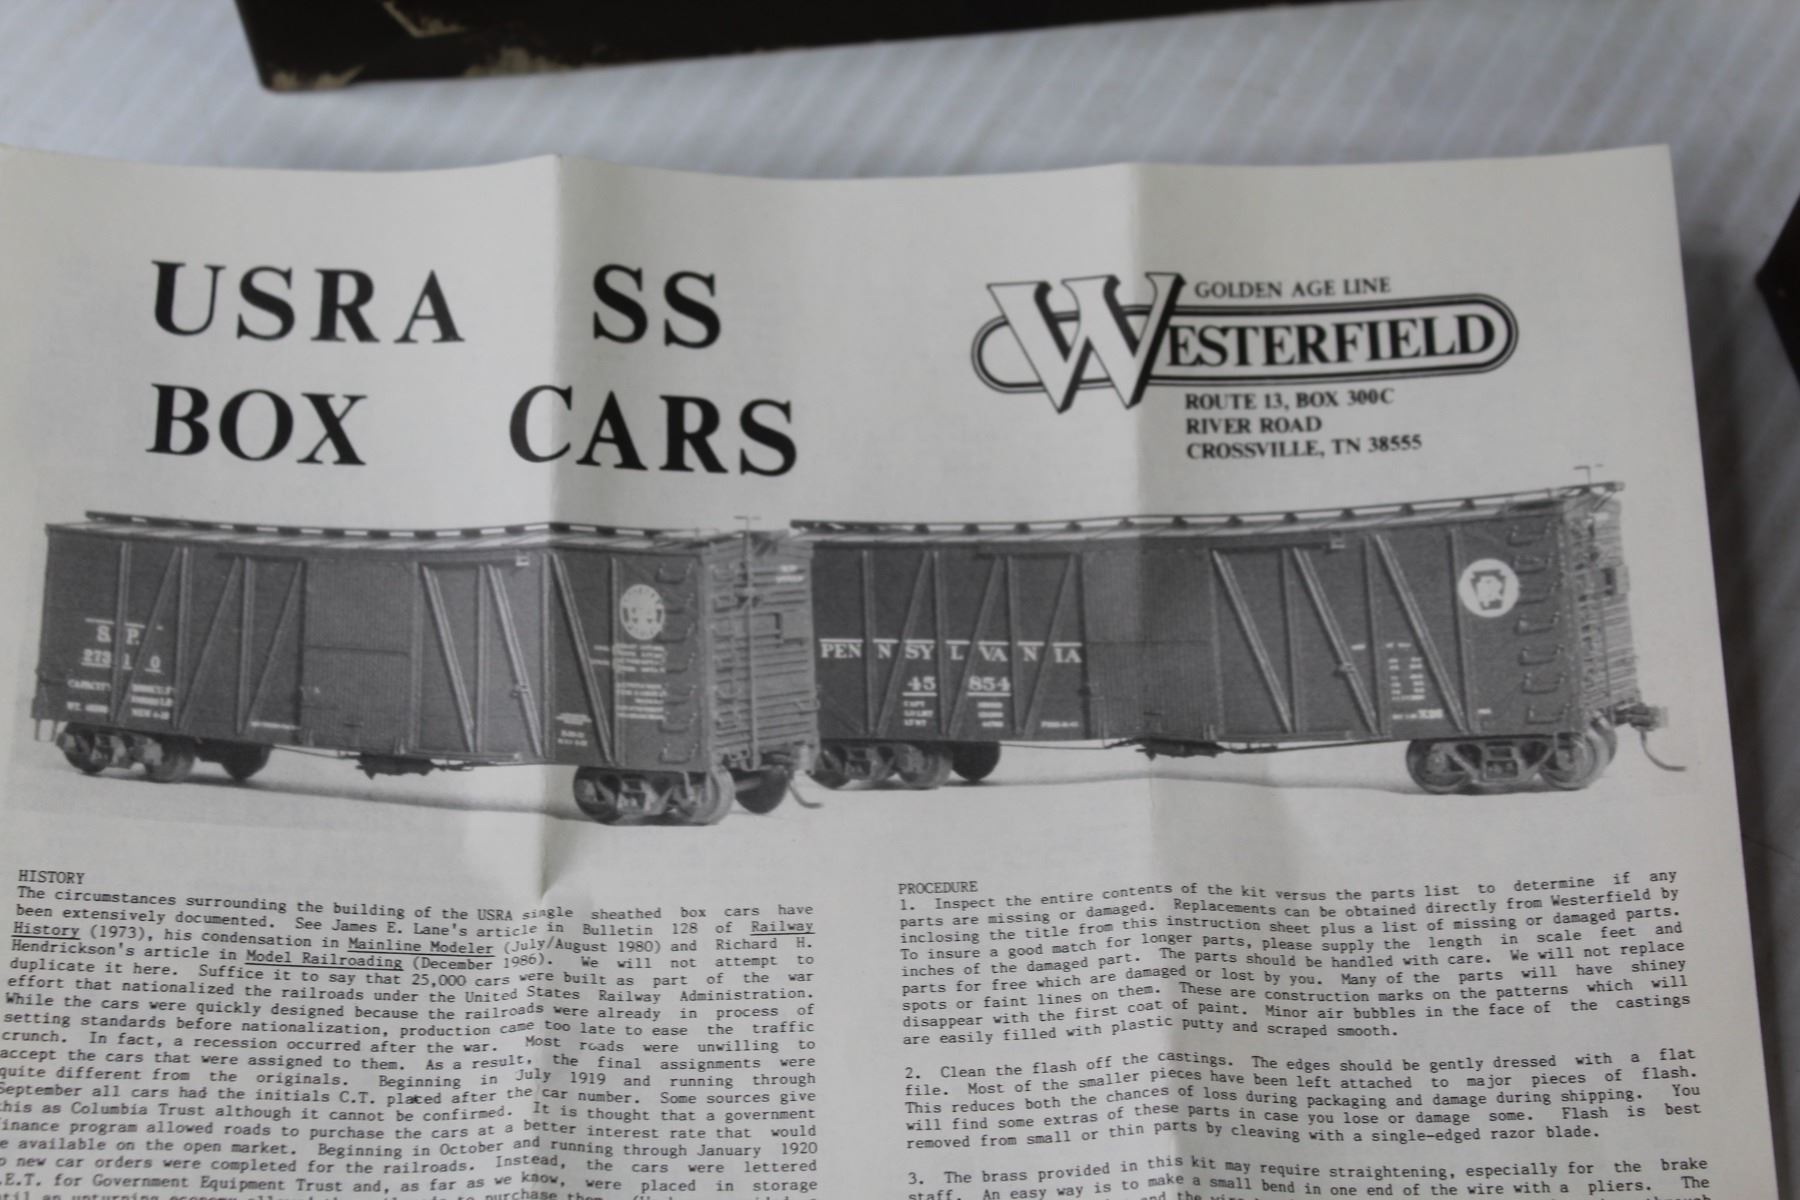 USRA SS
BOX CARS
GOLDEN AGE LINE
WESTERFIELD
ROUTE 13, BOX 300C
RIVER ROAD
CROSSVILLE, TN 38555
S. P.
27310
PENNSYLVANIA
45854
HISTORY
The circumstances surrounding the building of the USRA single sheathed box cars have
been extensively documented. See James E. Lane's article in Bulletin 128 of Railway
History (1973), his condensation in Mainline Modeler (July/August 1980) and Richard H.
Hendrickson's article in Model Railroading (December 1986). We will not attempt to
duplicate it here. Suffice it to say that 25,000 cars were built as part of the war
effort that nationalized the railroads under the United States Railway Administration.
While the cars were quickly designed because the railroads were already in process of
setting standards before nationalization, production came too late to ease the traffic
crunch. In fact, a recession occurred after the war. Most roads were unwilling to
accept the cars that were assigned to them. As a result, the final assignments were
quite different from the originals. Beginning in July 1919 and running through
September all cars had the initials C.T. placed after the car number. Some sources give
this as Columbia Trust although it cannot be confirmed. It is thought that a government
finance program allowed roads to purchase the cars at a better interest rate that would
available on the open market. Beginning in October and running through January 1920
new car orders were completed for the railroads. Instead, the cars were lettered
.E.T. for Government Equipment Trust and, as far as we know, were placed in storage
purchase
PROCEDURE
1. Inspect the entire contents of the kit versus the parts list to determine if any
parts are missing or damaged. Replacements can be obtained directly from Westerfield by
inclosing the title from this instruction sheet plus a list of missing or damaged parts.
To insure a good match for longer parts, please supply the length in scale feet and
inches of the damaged part. The parts should be handled with care. We will not replace
parts for free which are damaged or lost by you. Many of the parts will have shiney
spots or faint lines on them. These are construction marks on the patterns which will
disappear with the first coat of paint. Minor air bubbles in the face of the castings
are easily filled with plastic putty and scraped smooth.
2. Clean the flash off the castings. The edges should be gently dressed with a flat
file. Most of the smaller pieces have been left attached to major pieces of flash.
This reduces both the chances of loss during packaging and damage during shipping. You
will find some extras of these parts in case you lose or damage some. Flash is best
removed from small or thin parts by cleaving with a single-edged razor blade.
3. The brass provided in this kit may require straightening, especially for the brake
staff. An easy way is to make a small bend in one end of the wire with a pliers. The